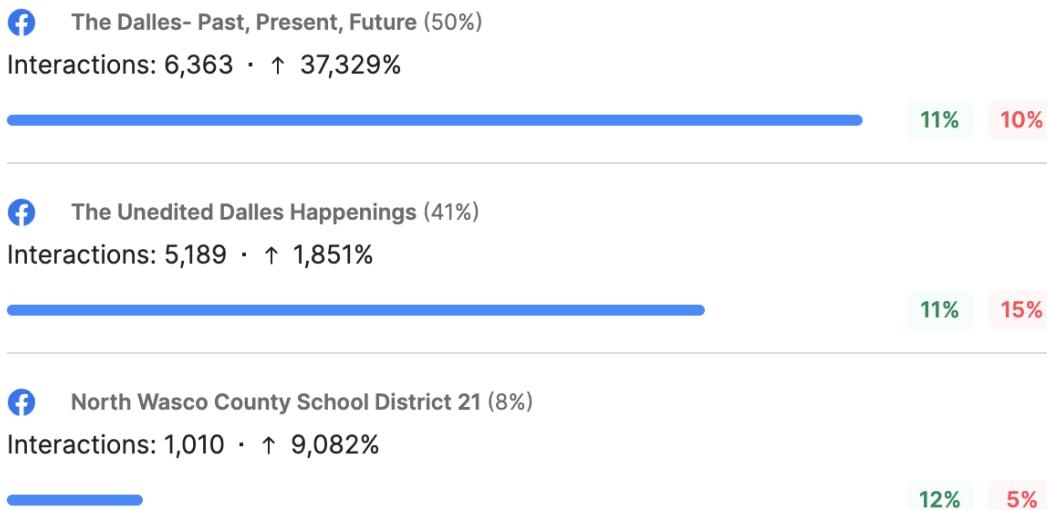 The Dalles- Past, Present, Future (50%)
Interactions: 6,363 · ↑ 37,329%
11% 10%
The Unedited Dalles Happenings (41%)
Interactions: 5,189 · ↑ 1,851%
11% 15%
North Wasco County School District 21 (8%)
Interactions: 1,010 · ↑ 9,082%
12% 5%